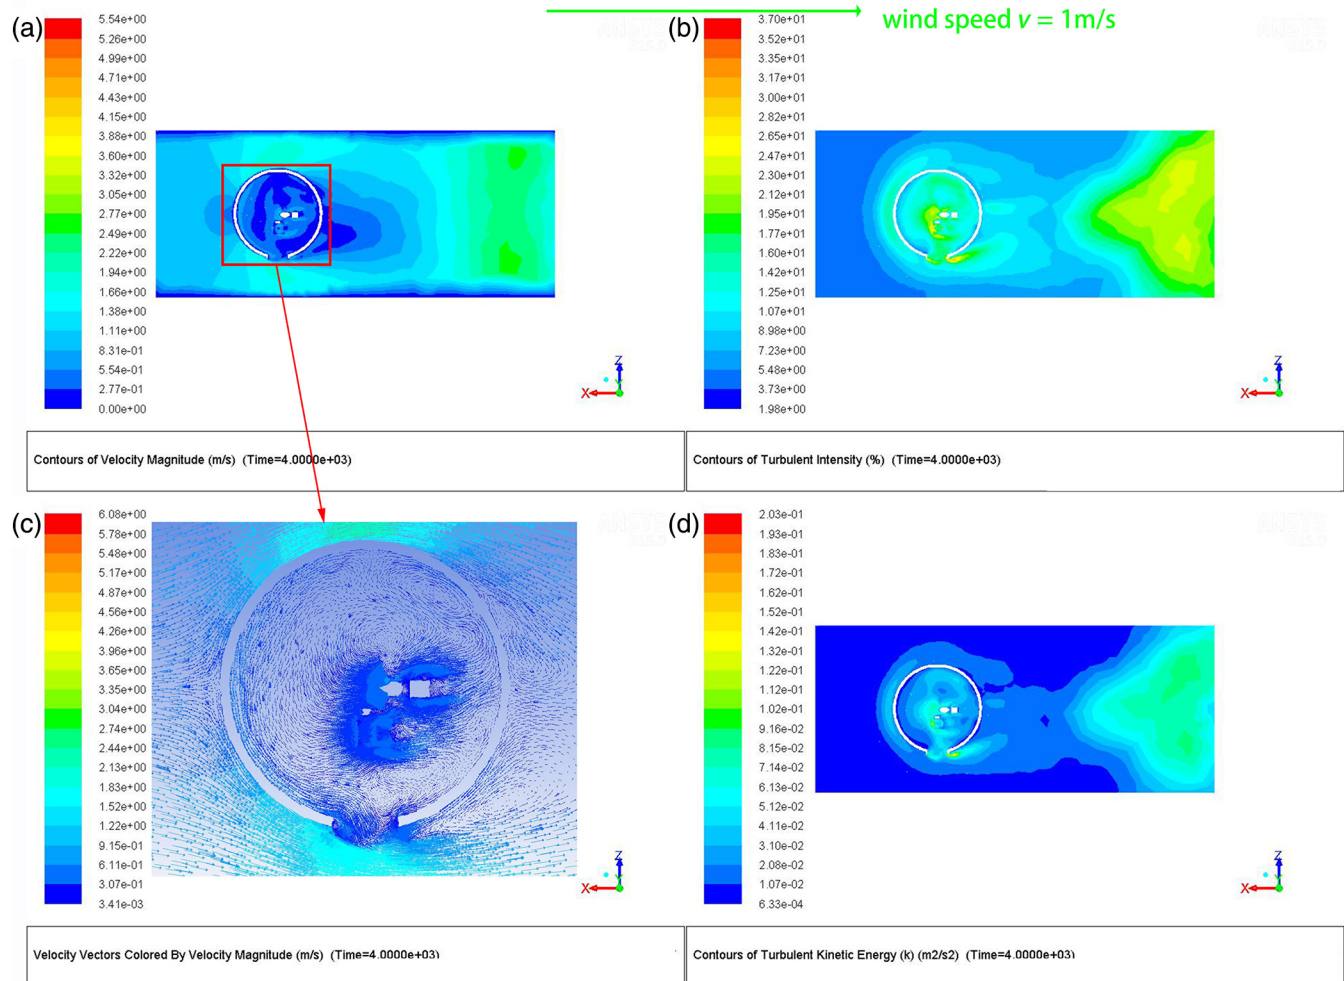 wind speed v = 1m/s
(a)
5.54e+00
5.26e+00
4.99e+00
4.71e+00
4.43e+00
4.15e+00
3.88e+00
3.60e+00
3.32e+00
3.05e+00
2.77e+00
2.49e+00
2.22e+00
1.94e+00
1.66e+00
1.38e+00
1.11e+00
8.31e-01
5.54e-01
2.77e-01
0.00e+00
ANSYS
Z
Y
X
Contours of Velocity Magnitude (m/s) (Time=4.0000e+03)
(b)
3.70e+01
3.52e+01
3.35e+01
3.17e+01
3.00e+01
2.82e+01
2.65e+01
2.47e+01
2.30e+01
2.12e+01
1.95e+01
1.77e+01
1.60e+01
1.42e+01
1.25e+01
1.07e+01
8.98e+00
7.23e+00
5.48e+00
3.73e+00
1.98e+00
ANSYS
Z
Y
X
Contours of Turbulent Intensity (%) (Time=4.0000e+03)
(c)
6.08e+00
5.78e+00
5.48e+00
5.17e+00
4.87e+00
4.56e+00
4.26e+00
3.96e+00
3.65e+00
3.35e+00
3.04e+00
2.74e+00
2.44e+00
2.13e+00
1.83e+00
1.52e+00
1.22e+00
9.15e-01
6.11e-01
3.07e-01
3.41e-03
ANSYS
Z
Y
X
Velocity Vectors Colored By Velocity Magnitude (m/s) (Time=4.0000e+03)
(d)
2.03e-01
1.93e-01
1.83e-01
1.72e-01
1.62e-01
1.52e-01
1.42e-01
1.32e-01
1.22e-01
1.12e-01
1.02e-01
9.16e-02
8.15e-02
7.14e-02
6.13e-02
5.12e-02
4.11e-02
3.10e-02
2.08e-02
1.07e-02
6.33e-04
ANSYS
Z
Y
X
Contours of Turbulent Kinetic Energy (k) (m2/s2) (Time=4.0000e+03)